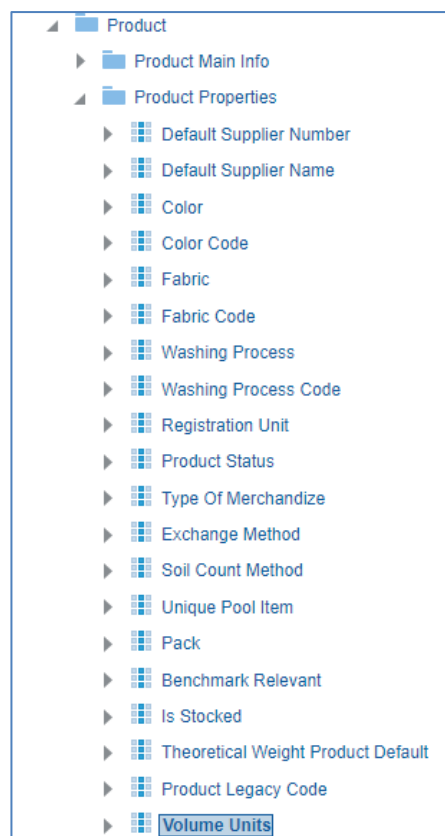 Product
Product Main Info
Product Properties
Default Supplier Number
Default Supplier Name
Color
Color Code
Fabric
Fabric Code
Washing Process
Washing Process Code
Registration Unit
Product Status
Type Of Merchandize
Exchange Method
Soil Count Method
Unique Pool Item
Pack
Benchmark Relevant
Is Stocked
Theoretical Weight Product Default
Product Legacy Code
Volume Units